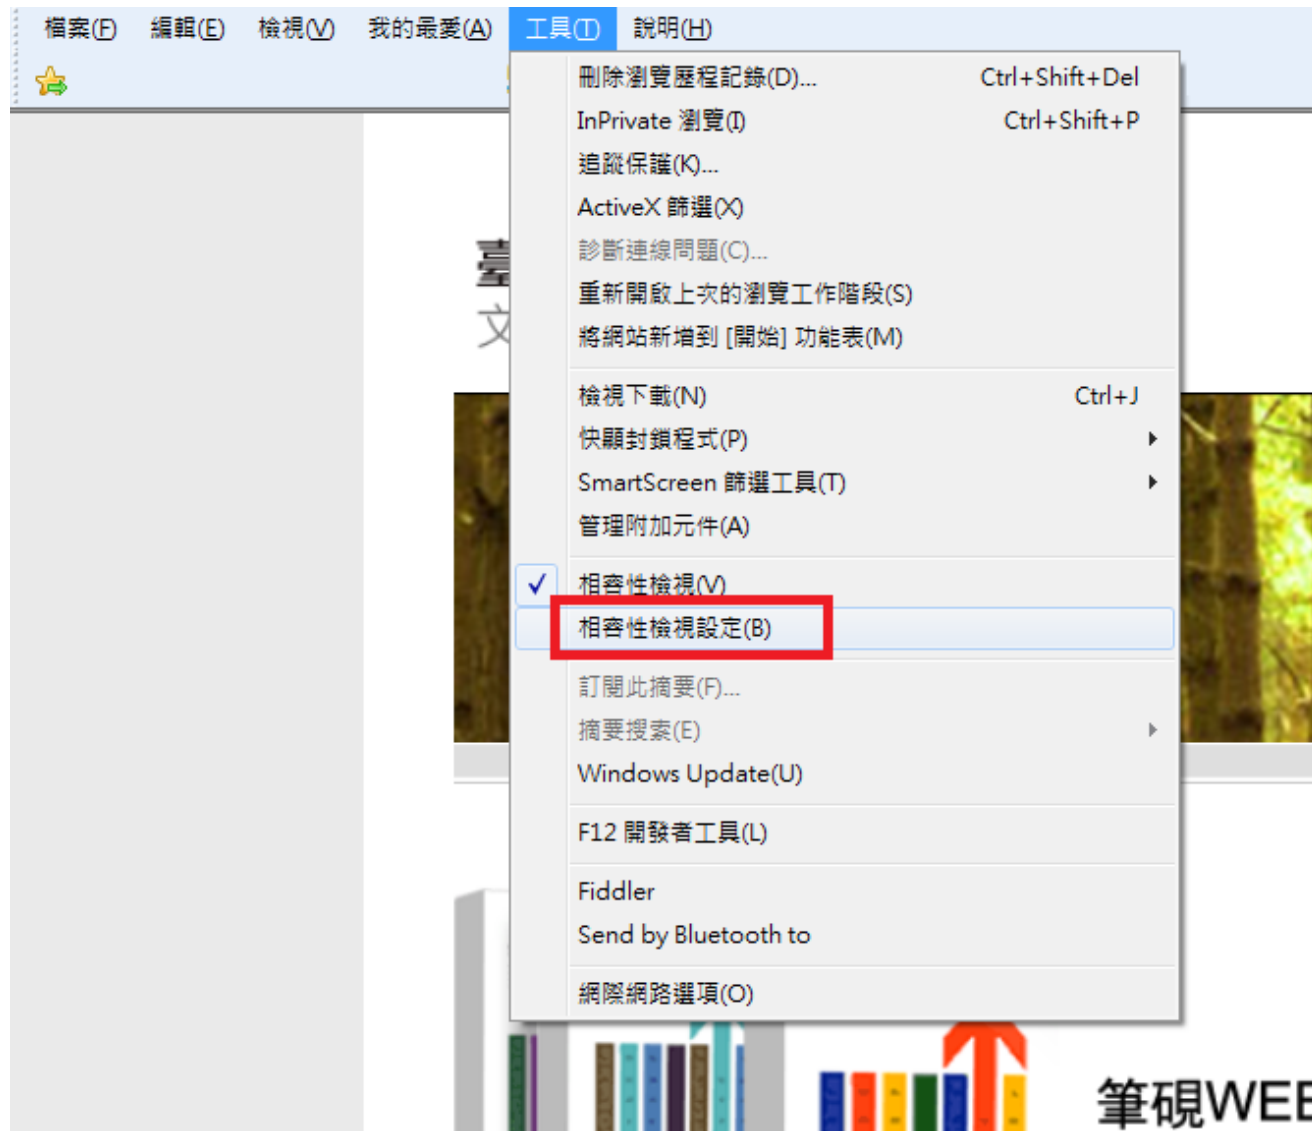 檔案(F) 編輯(E) 檢視(V) 我的最愛(A) 工具(T) 說明(H)
刪除瀏覽歷程記錄(D)... Ctrl+Shift+Del
InPrivate 瀏覽(I) Ctrl+Shift+P
追蹤保護(K)...
ActiveX 篩選(X)
診斷連線問題(C)...
重新開啟上次的瀏覽工作階段(S)
將網站新增到 [開始] 功能表(M)
檢視下載(N) Ctrl+J
快顯封鎖程式(P)
SmartScreen 篩選工具(T)
管理附加元件(A)
相容性檢視(V)
相容性檢視設定(B)
訂閱此摘要(F)...
摘要搜索(E)
Windows Update(U)
F12 開發者工具(L)
Fiddler
Send by Bluetooth to
網際網路選項(O)
臺
文
筆硯WEB